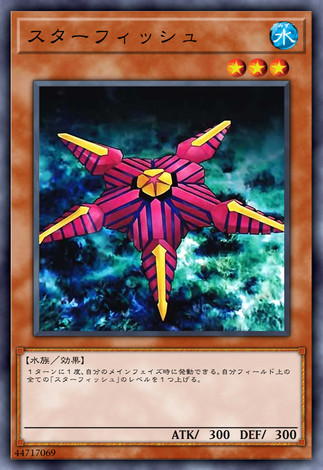 スターフィッシュ
水
【水族／効果】
１ターンに１度、自分のメインフェイズ時に発動できる。自分フィールド上の
全ての「スターフィッシュ」のレベルを１つ上げる。
ATK/ 300 DEF/ 300
44717069